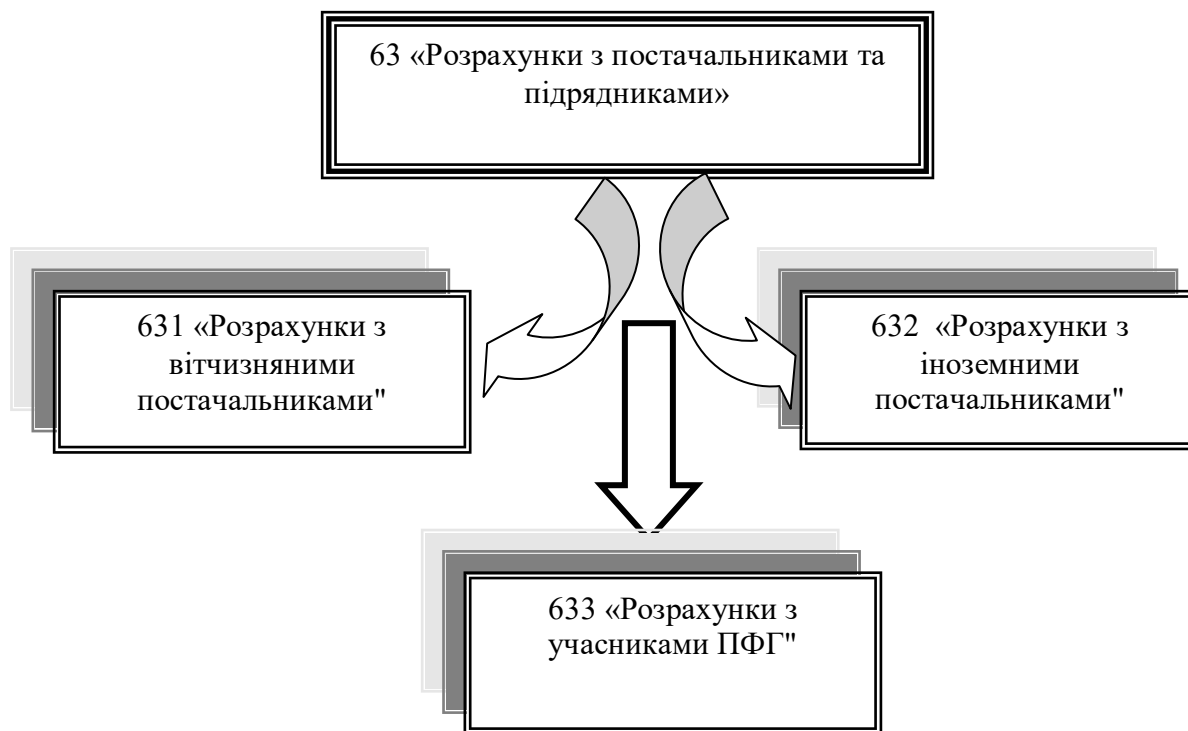 63 «Розрахунки з постачальниками та
підрядниками»
631 «Розрахунки з
вітчизняними
постачальниками"
632 «Розрахунки з
іноземними
постачальниками"
633 «Розрахунки з
учасниками ПФГ"